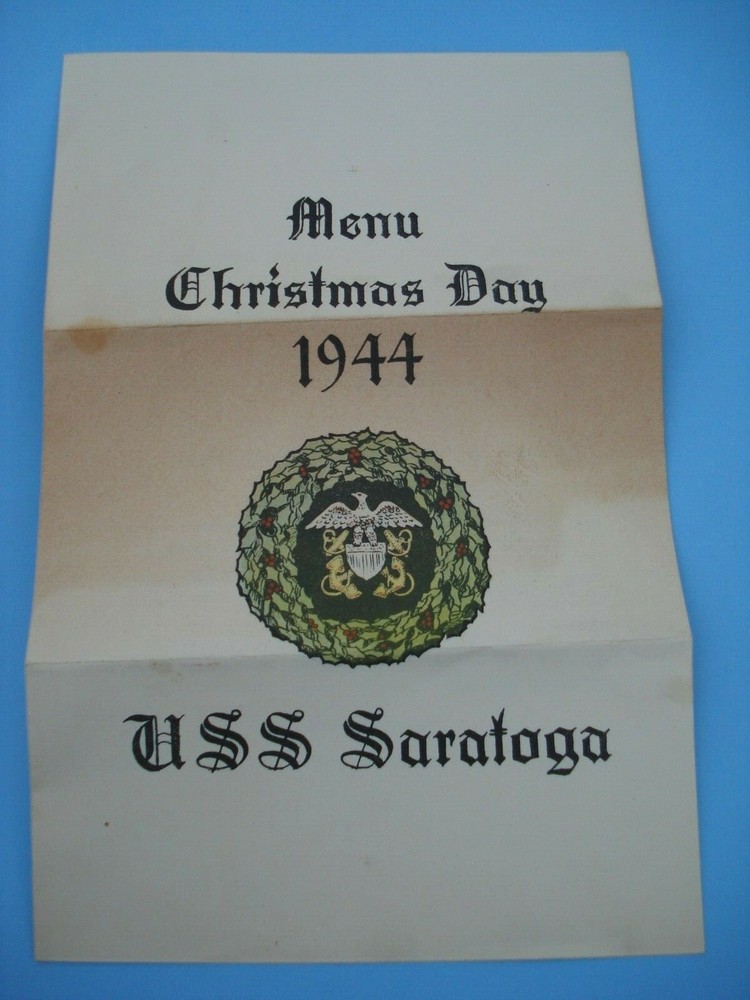 Menu
Christmas Day
1944
USS Saratoga